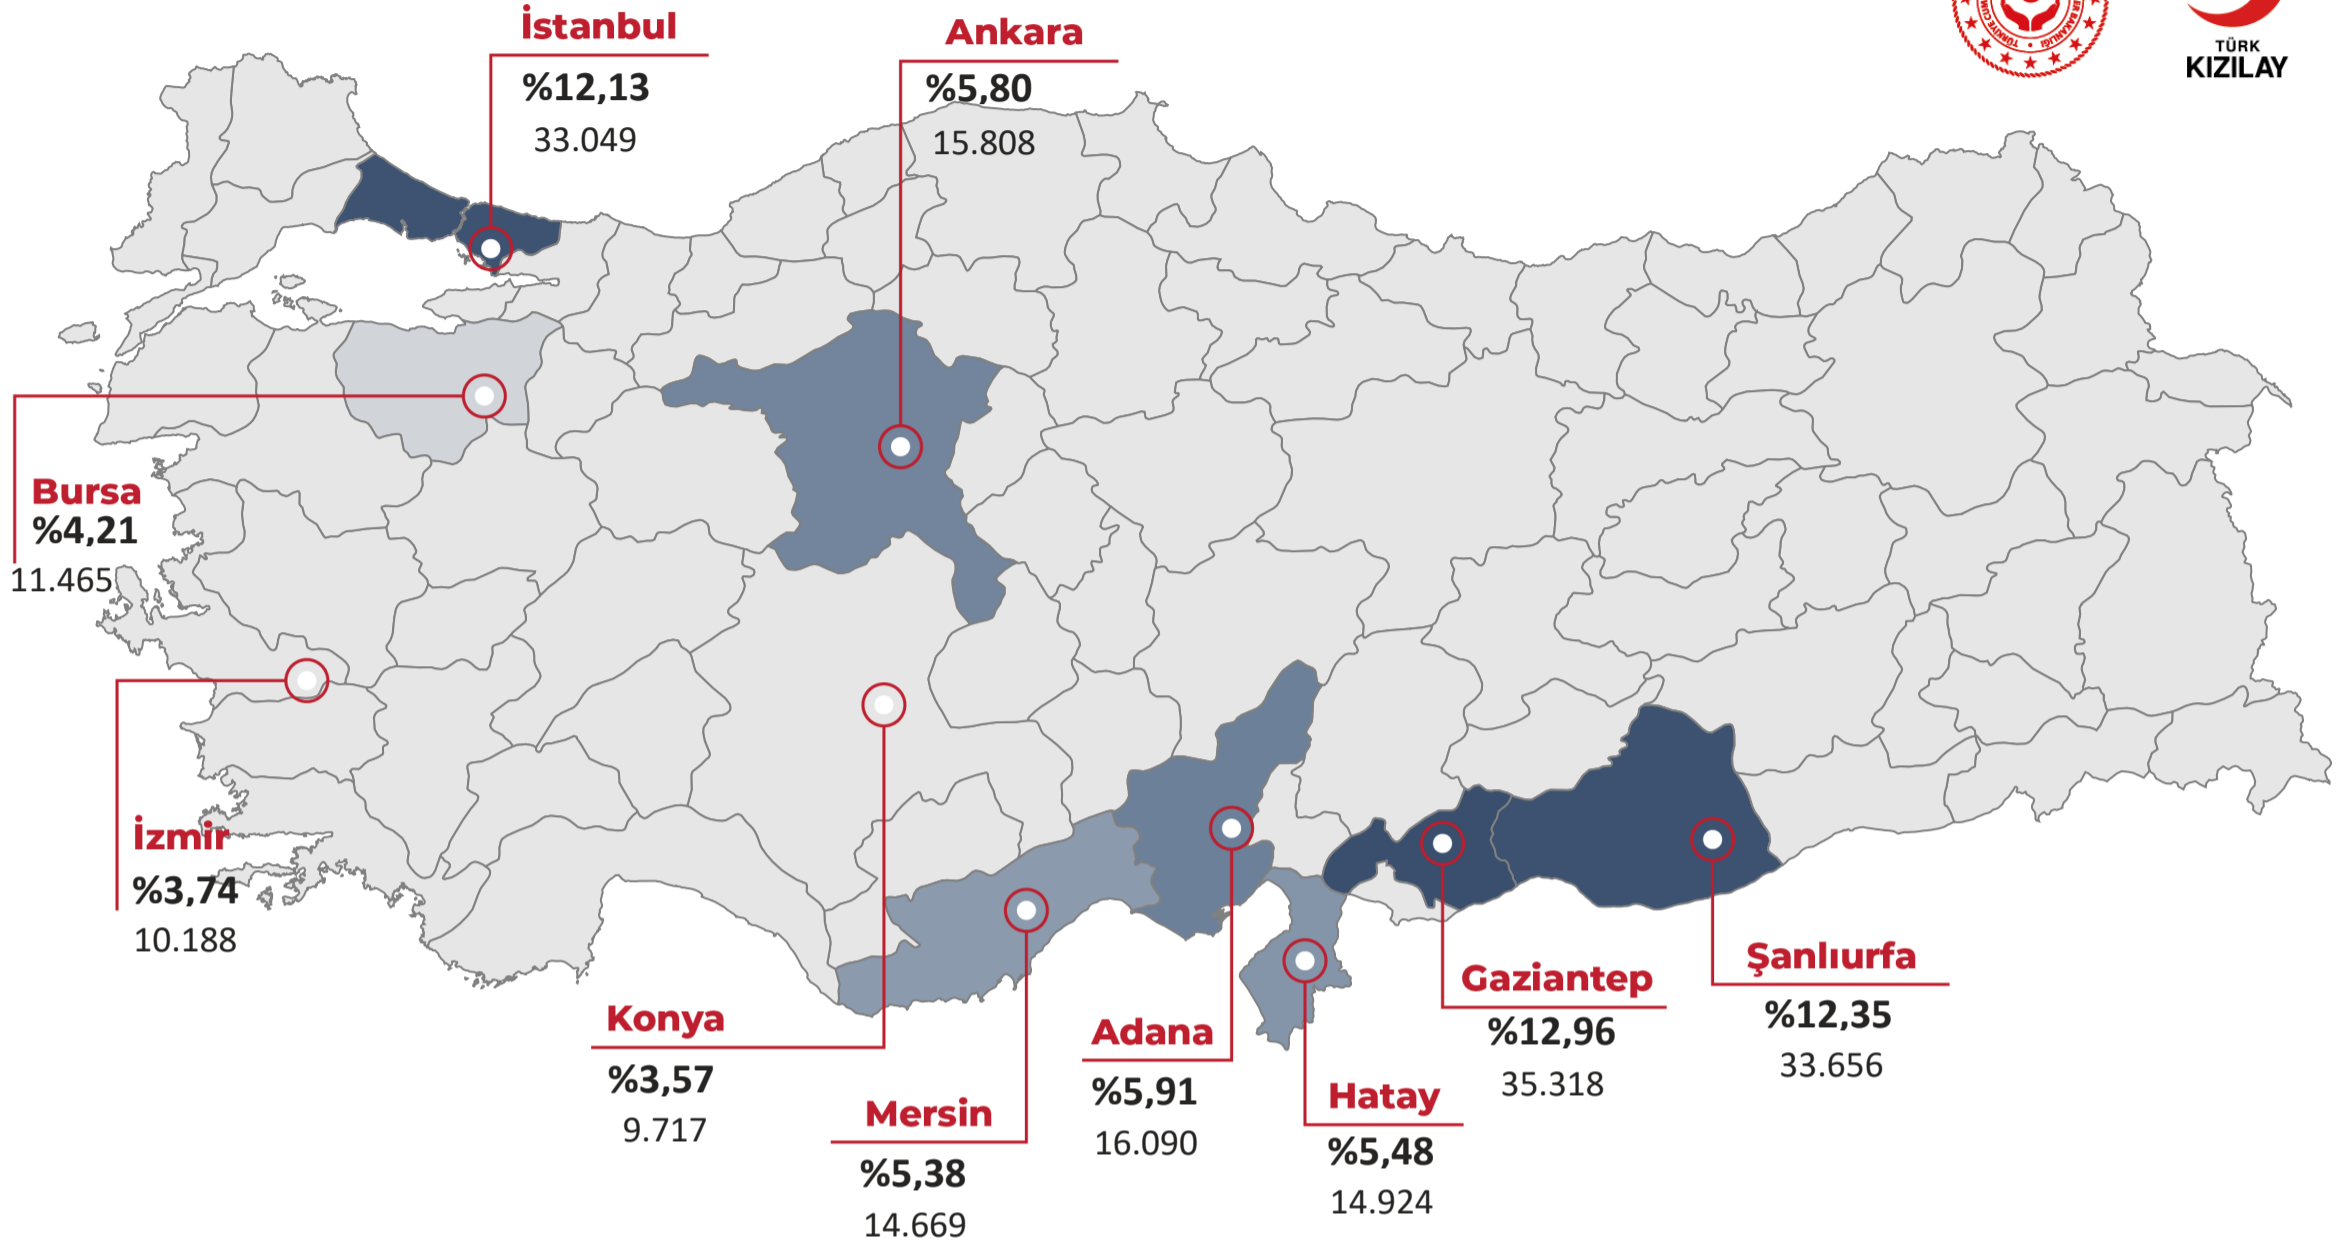 İstanbul
%12,13
33.049
Ankara
%5,80
15.808
TÜRK
KIZILAY
Bursa
%4,21
11.465
İzmir
%3,74
10.188
Konya
%3,57
9.717
Mersin
%5,38
14.669
Adana
%5,91
16.090
Hatay
%5,48
14.924
Gaziantep
%12,96
35.318
Şanlıurfa
%12,35
33.656